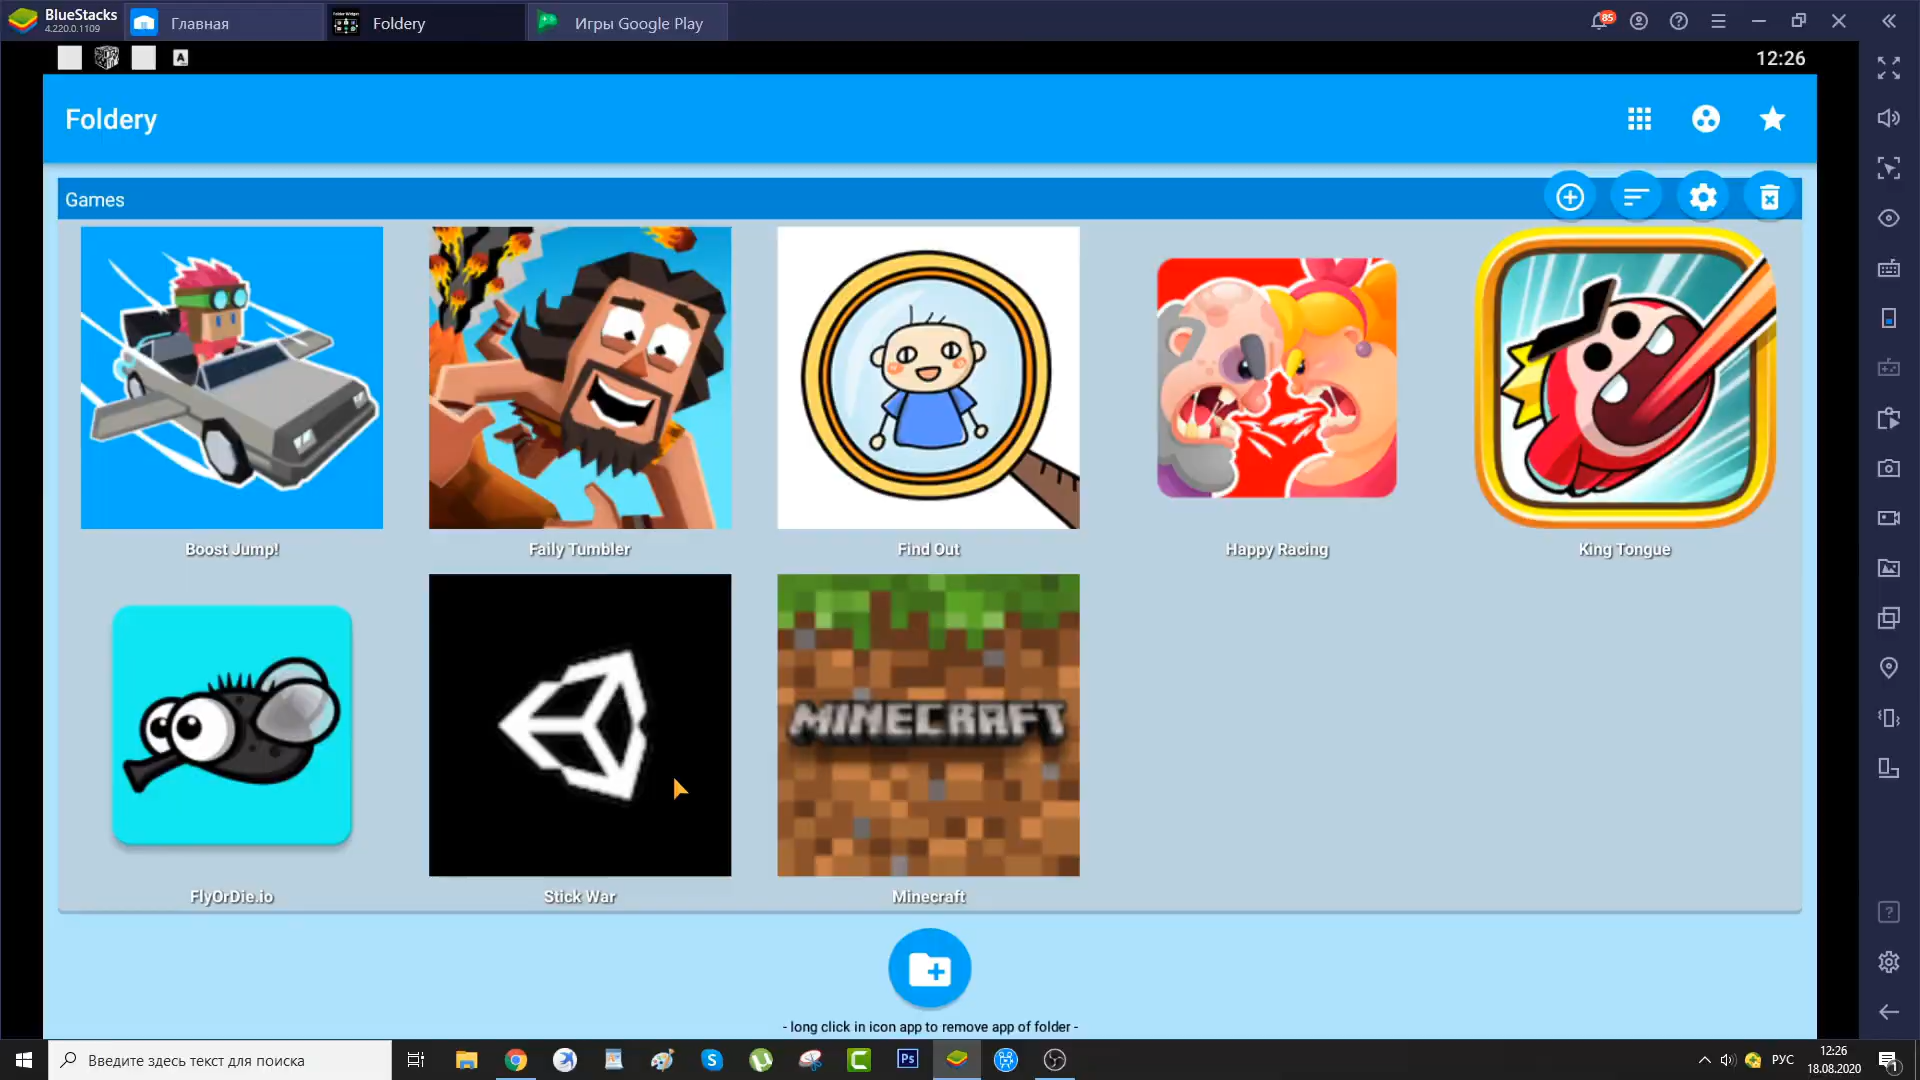 BlueStacks
4.220.0.1109
Главная
Foldery
Игры Google Play
85
A
12:26
Foldery
Games
Boost Jump!
Faily Tumbler
Find Out
Happy Racing
King Tongue
MINECRAFT
FlyOrDie.io
Stick War
Minecraft
- long click in icon app to remove app of folder -
Введите здесь текст для поиска
Ps
РУС
12:26
18.08.2020
1